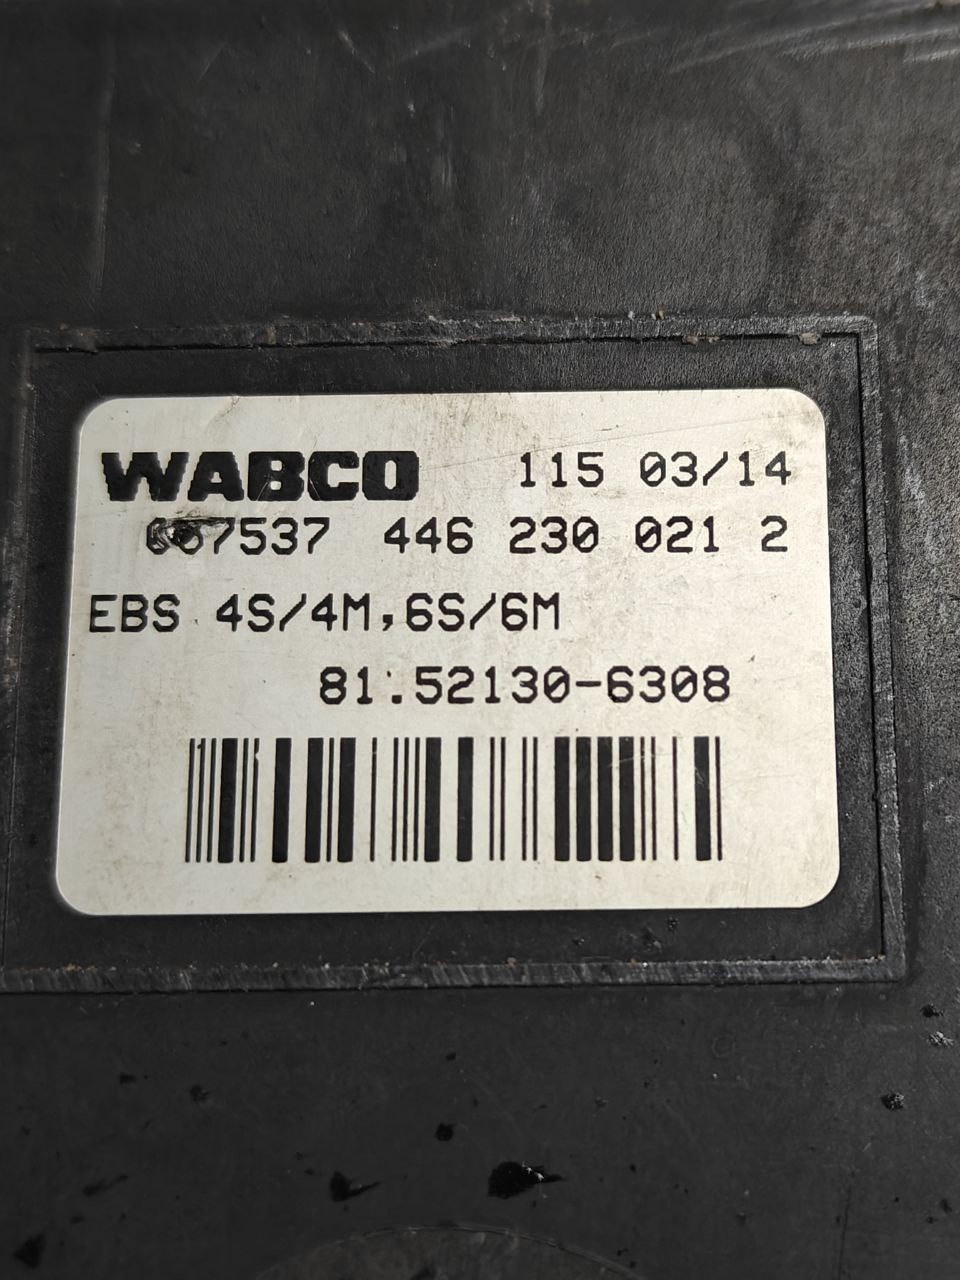 WABCO 115 03/14
446 230 021 2
EBS 4S/4M,6S/6M
81.52130-6308